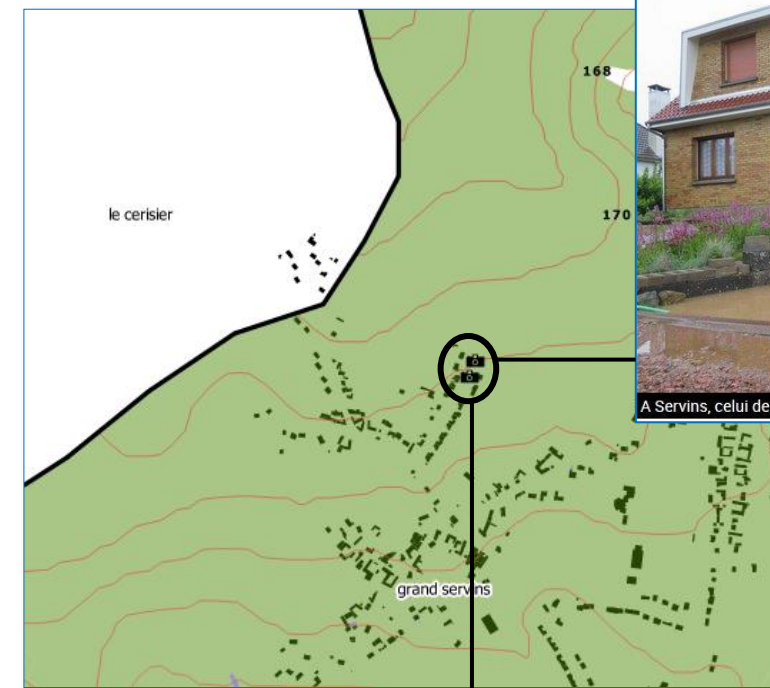 168
le cerisier
170
A Servins, celui de
grand servins